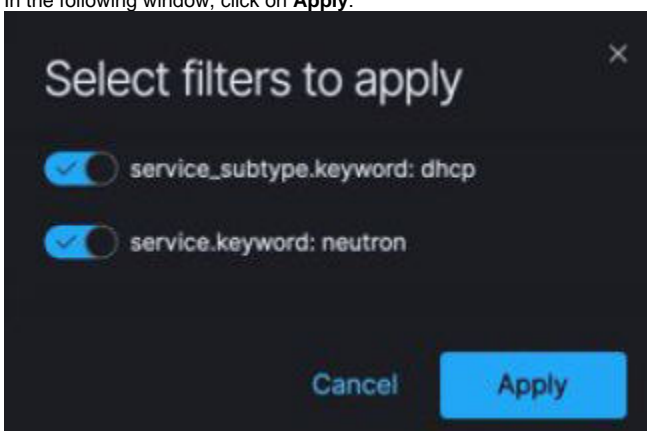 In the following window, click on Apply.
Select filters to apply
service_subtype.keyword: dhcp
service.keyword: neutron
Cancel
Apply